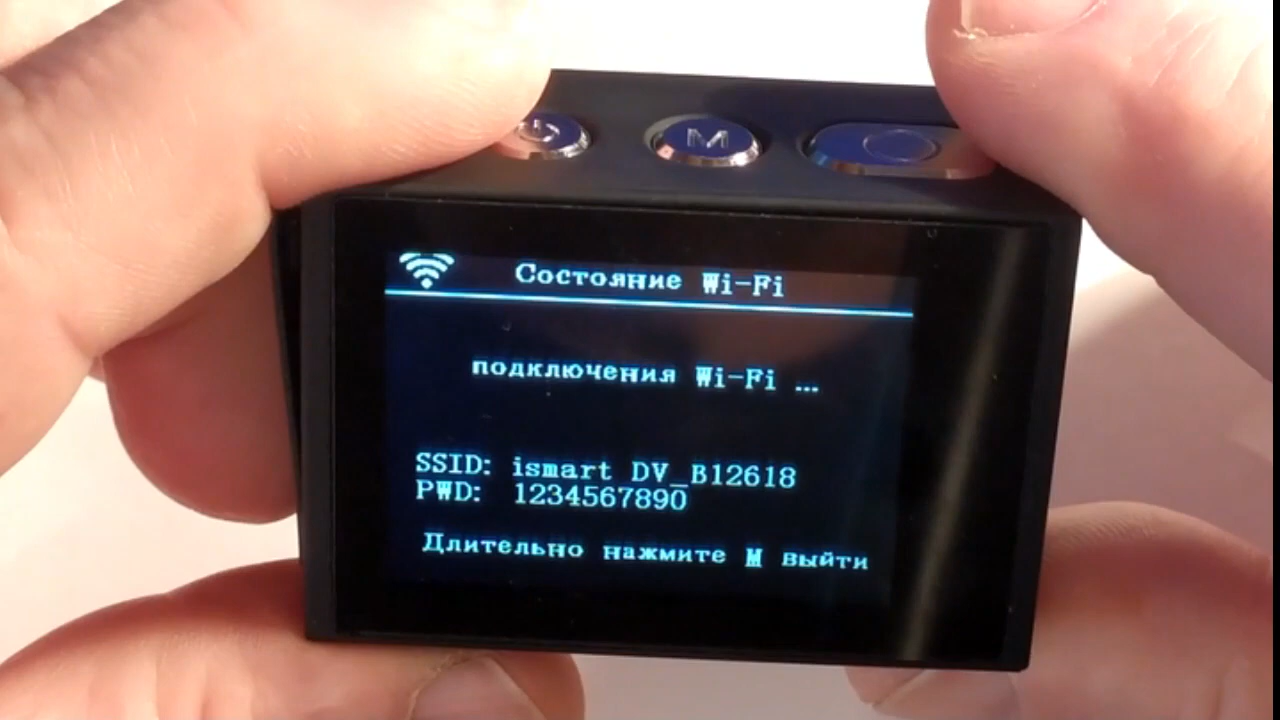 M
Состояние Wi-Fi
подключения Wi-Fi ...
SSID: ismart DV_B12618
PWD: 1234567890
Длительно нажмите M выйти